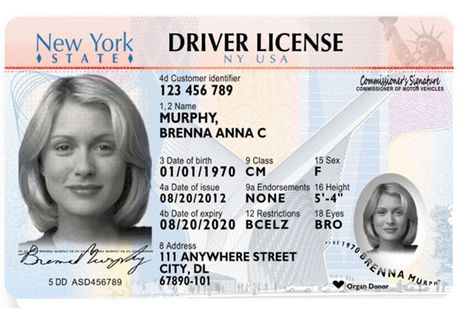 New York
STATE
DRIVER LICENSE
NY USA
4d Customer identifier
123 456 789
Commissioner's Signature
COMMISSIONER OF MOTOR VEHICLES
1, 2 Name
MURPHY,
BRENNA ANNA C
3 Date of birth 9 Class 15 Sex
01/01/1970 CM F
4a Date of issue 9a Endorsements 16 Height
08/20/2012 NONE 5'-4"
4b Date of expiry 12 Restrictions 18 Eyes
08/20/2020 BCELZ BRO
8 Address
111 ANYWHERE STREET
CITY, DL
67890-101
Brenna Murphy
5 DD ASD456789
1970 BRENNA MURPH
Organ Donor